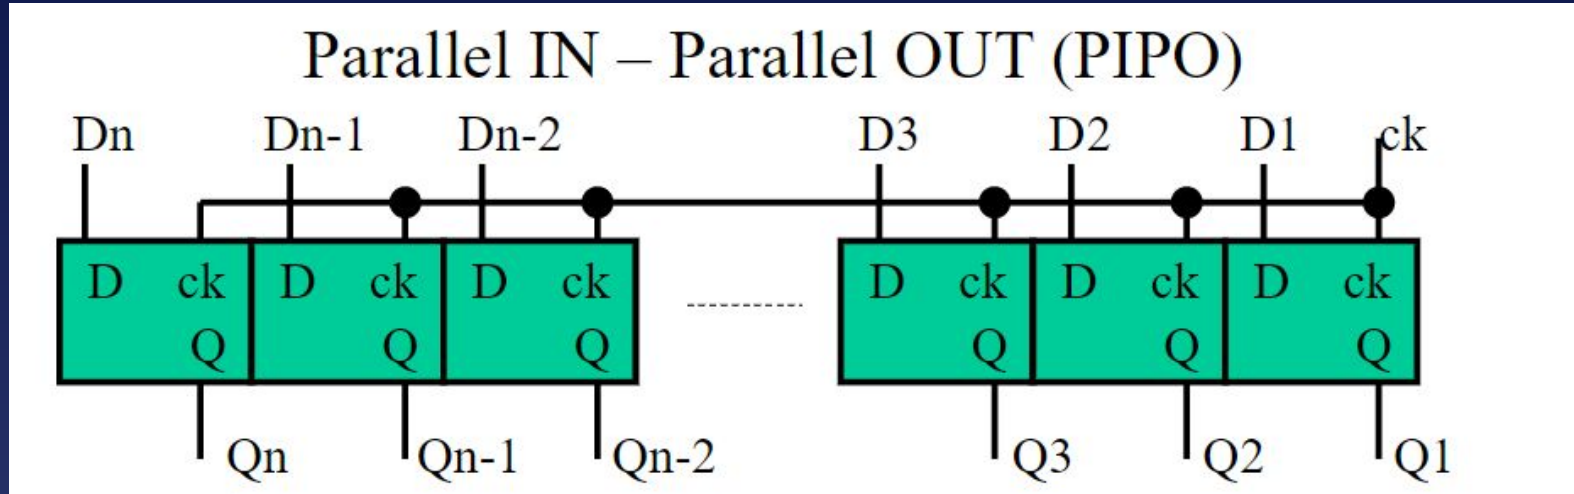 Parallel IN – Parallel OUT (PIPO)
Dn Dn-1 Dn-2 D3 D2 D1 ck
D ck D ck D ck D ck D ck D ck
Q Q Q Q Q Q
Qn Qn-1 Qn-2 Q3 Q2 Q1